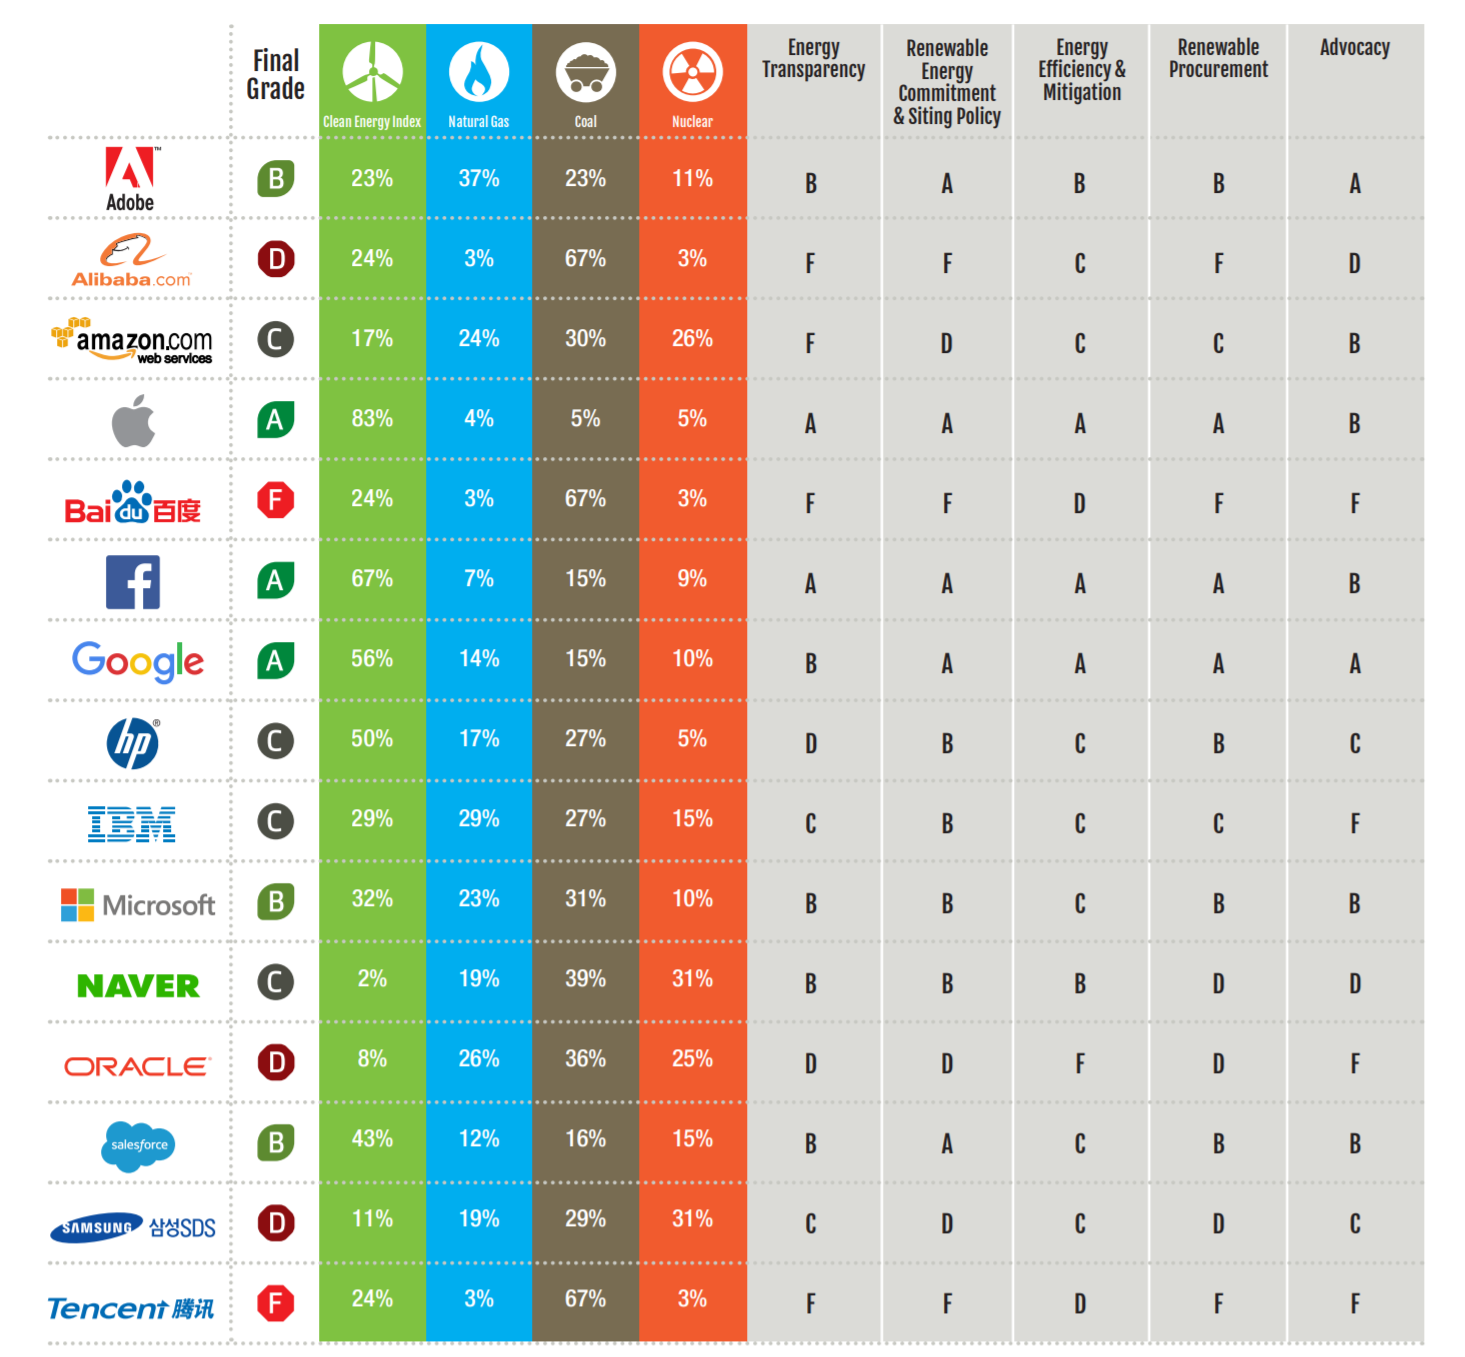 Final
Grade
Clean Energy Index
Natural Gas
Coal
Nuclear
Energy
Transparency
Renewable
Energy
Commitment
& Siting Policy
Energy
Efficiency &
Mitigation
Renewable
Procurement
Advocacy
Adobe™ B 23% 37% 23% 11% B A B B A
Alibaba.com D 24% 3% 67% 3% F F C F D
amazon.com
web services
C 17% 24% 30% 26% F D C C B
A 83% 4% 5% 5% A A A A B
Bai du 百度 F 24% 3% 67% 3% F F D F F
f A 67% 7% 15% 9% A A A A B
Google A 56% 14% 15% 10% B A A A A
hp® C 50% 17% 27% 5% D B C B C
IBM C 29% 29% 27% 15% C B C C F
Microsoft B 32% 23% 31% 10% B B C B B
NAVER C 2% 19% 39% 31% B B B D D
ORACLE® D 8% 26% 36% 25% D D F D F
salesforce B 43% 12% 16% 15% B A C B B
SAMSUNG 삼성SDS D 11% 19% 29% 31% C D C D C
Tencent 腾讯 F 24% 3% 67% 3% F F D F F